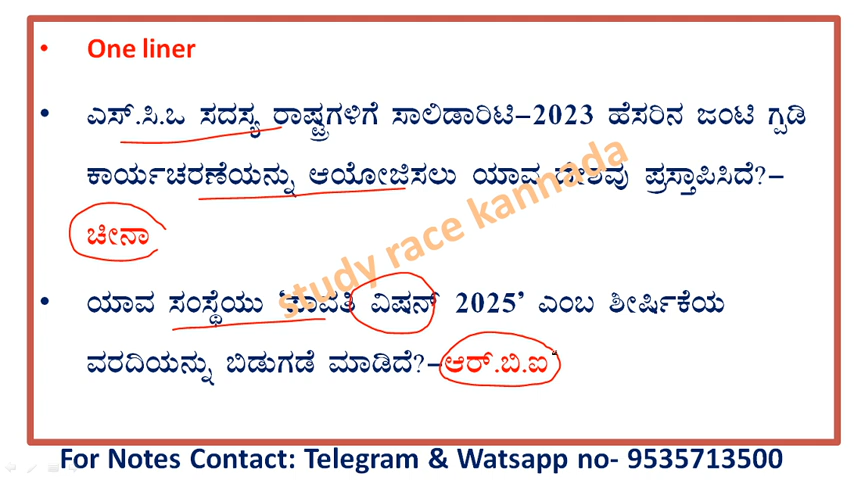 One liner
ಎಸ್.ಸಿ.ಒ ಸದಸ್ಯ ರಾಷ್ಟ್ರಗಳಿಗೆ ಸಾಲಿಡಾರಿಟಿ-2023 ಹೆಸರಿನ ಜಂಟಿ ಗ್ಪಡಿ
ಕಾರ್ಯಚರಣೆಯನ್ನು ಆಯೋಜಿಸಲು ಯಾವ ದೇಶವು ಪ್ರಸ್ತಾಪಿಸಿದೆ?-
ಚೀನಾ
study race kannada
ಯಾವ ಸಂಸ್ಥೆಯು 'ಪಾವತಿ ವಿಷನ್ 2025' ಎಂಬ ಶೀರ್ಷಿಕೆಯ
ವರದಿಯನ್ನು ಬಿಡುಗಡೆ ಮಾಡಿದೆ?-ಆರ್.ಬಿ.ಐ
For Notes Contact: Telegram & Watsapp no- 9535713500